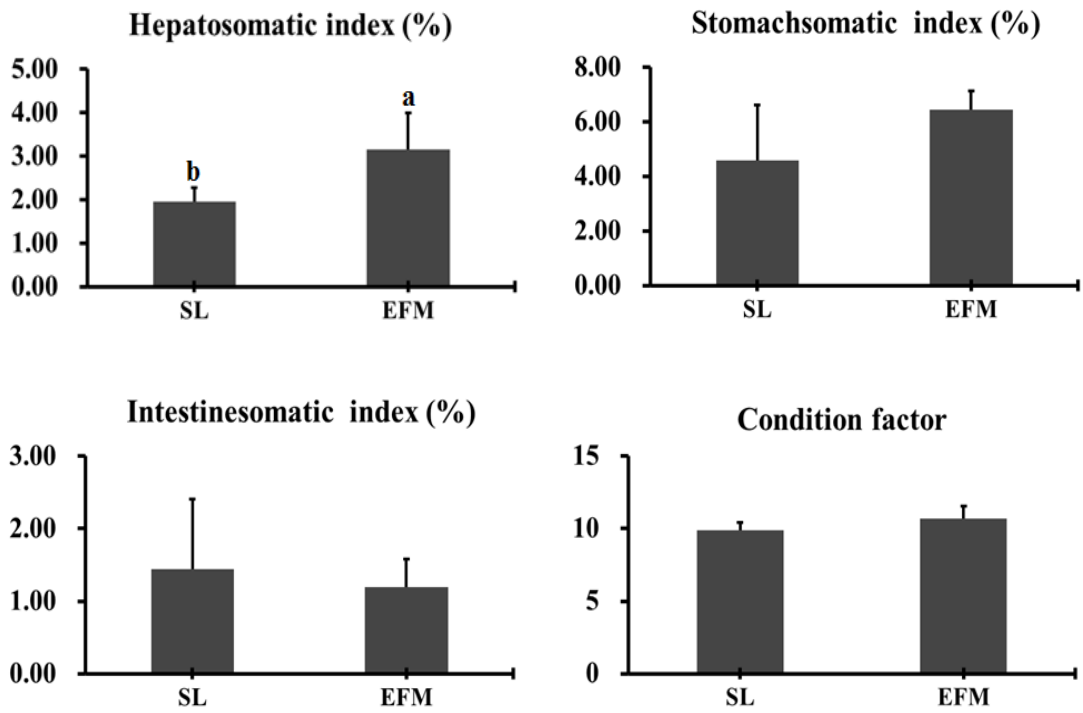 Hepatosomatic index (%)
5.00
4.00
3.00
2.00
1.00
0.00
b
a
SL
EFM
Stomachsomatic index (%)
8.00
6.00
4.00
2.00
0.00
SL
EFM
Intestinesomatic index (%)
3.00
2.00
1.00
0.00
SL
EFM
Condition factor
15
10
5
0
SL
EFM